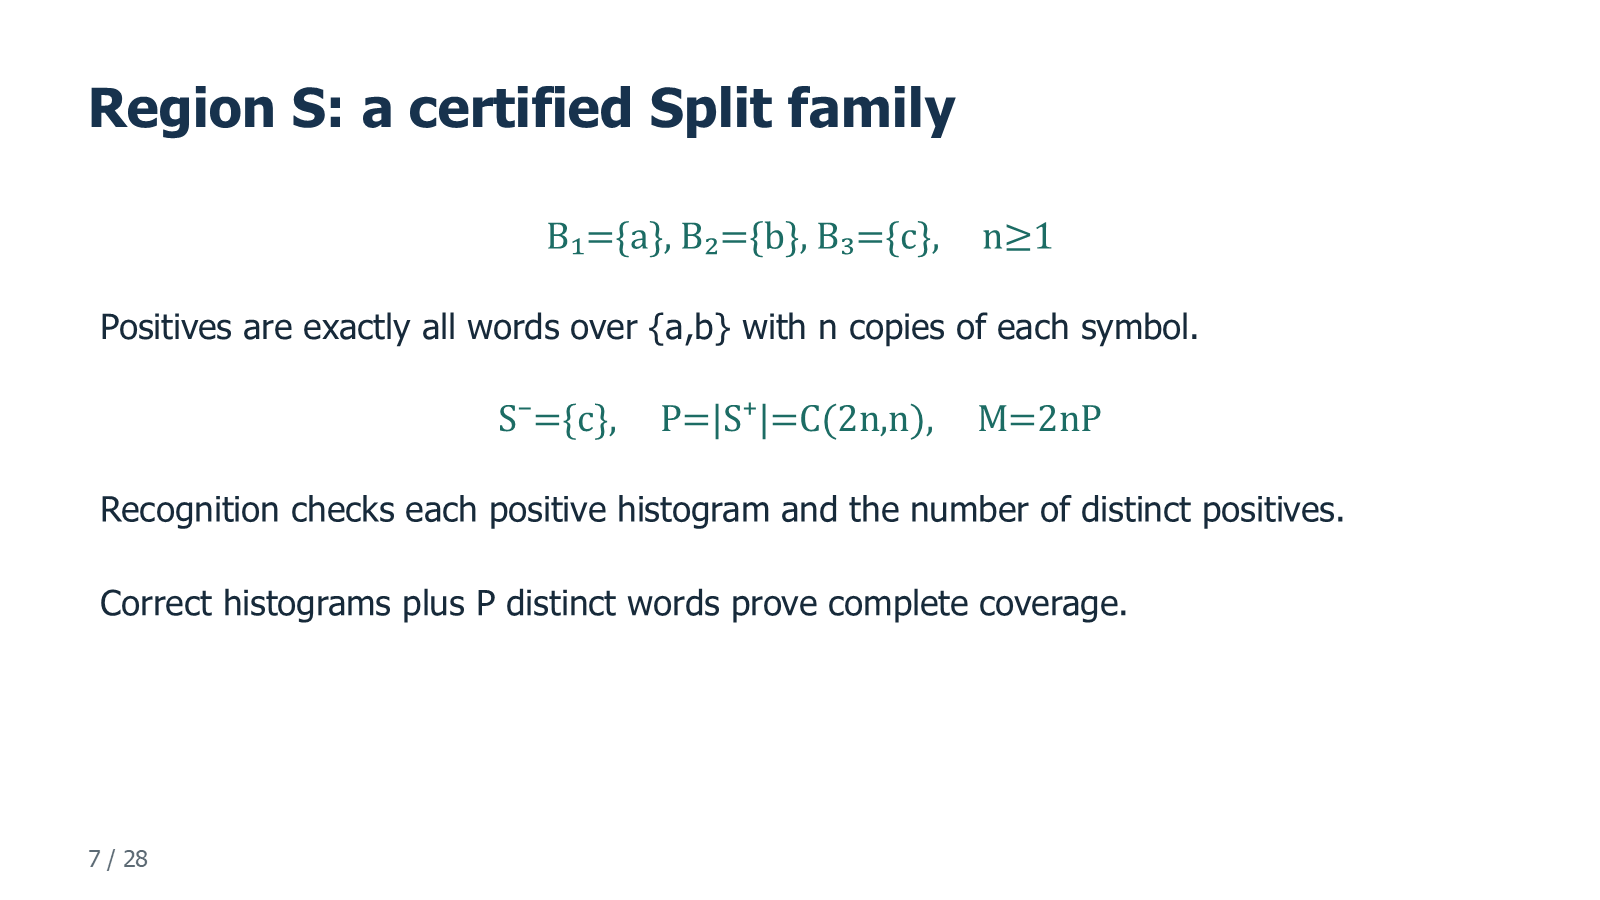 Region S: a certified Split family
B₁={a}, B₂={b}, B₃={c},    n≥1
Positives are exactly all words over {a,b} with n copies of each symbol.
S⁻={c},    P=|S⁺|=C(2n,n),    M=2nP
Recognition checks each positive histogram and the number of distinct positives.
Correct histograms plus P distinct words prove complete coverage.
7 / 28